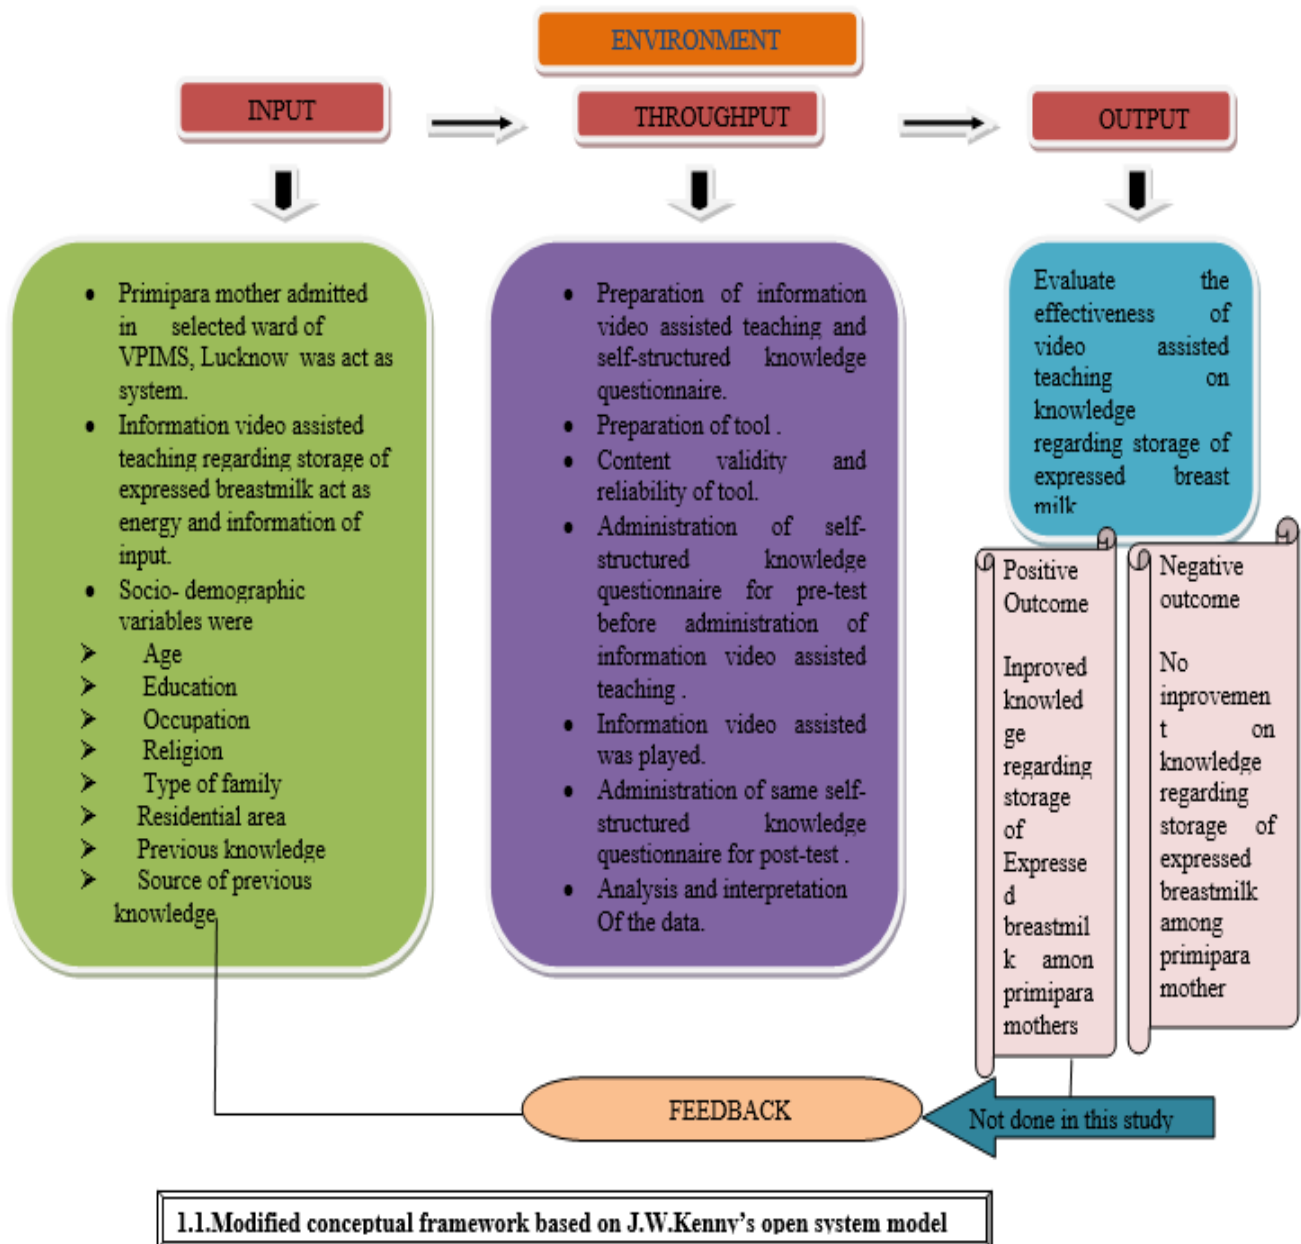 ENVIRONMENT
INPUT
THROUGHPUT
OUTPUT
• Primipara mother admitted
in selected ward of
VPIMS, Lucknow was act as
system.
• Information video assisted
teaching regarding storage of
expressed breastmilk act as
energy and information of
input.
• Socio- demographic
variables were
➤ Age
➤ Education
➤ Occupation
➤ Religion
➤ Type of family
➤ Residential area
➤ Previous knowledge
➤ Source of previous
knowledge
• Preparation of information
video assisted teaching and
self-structured knowledge
questionnaire.
• Preparation of tool .
• Content validity and
reliability of tool.
• Administration of self-
structured knowledge
questionnaire for pre-test
before administration of
information video assisted
teaching .
• Information video assisted
was played.
• Administration of same self-
structured knowledge
questionnaire for post-test .
• Analysis and interpretation
Of the data.
Evaluate the
effectiveness of
video assisted
teaching on
knowledge
regarding storage of
expressed breast
milk
Positive
Outcome
Inproved
knowled
ge
regarding
storage
of
Expresse
d
breastmil
k amon
primipara
mothers
Negative
outcome
No
inprovemen
t on
knowledge
regarding
storage of
expressed
breastmilk
among
primipara
mother
FEEDBACK
Not done in this study
1.1.Modified conceptual framework based on J.W.Kenny's open system model